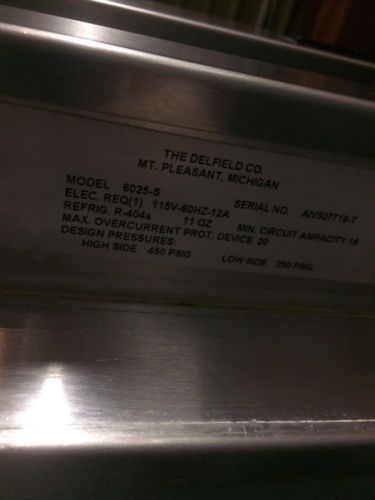 THE DELFIELD CO.
MT. PLEASANT, MICHIGAN
MODEL 6025-S SERIAL NO. AIV507718-T
ELEC. REQ(1) 115V-60HZ-12A MIN. CIRCUIT AMPACITY 15
REFRIG. R-404a 11 OZ
MAX. OVERCURRENT PROT. DEVICE 20
DESIGN PRESSURES:
HIGH SIDE 450 PSIG LOW SIDE 250 PSIG